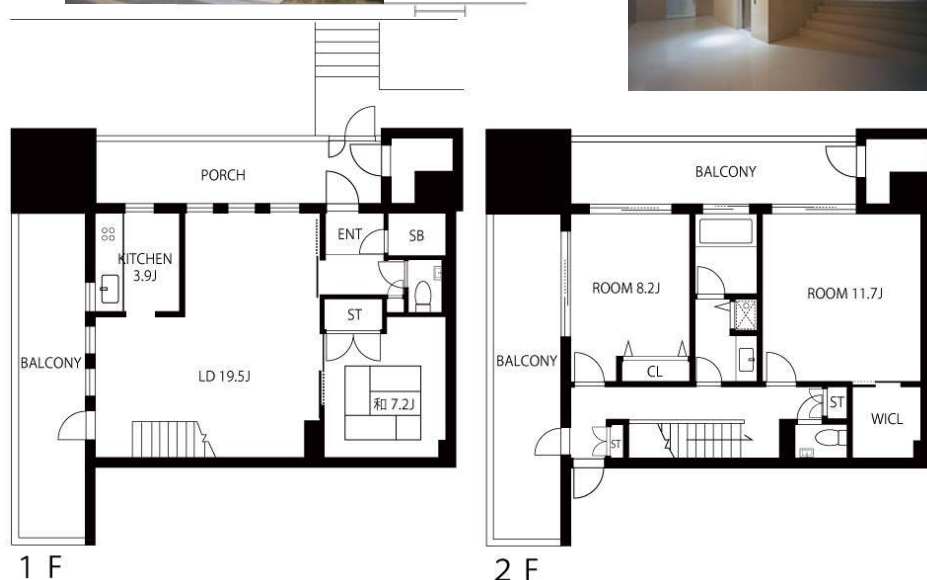 PORCH
ENT
SB
KITCHEN
3.9J
ST
BALCONY
LD 19.5J
和 7.2J
1 F
BALCONY
ROOM 8.2J
ROOM 11.7J
BALCONY
CL
ST
WICL
ST
2 F